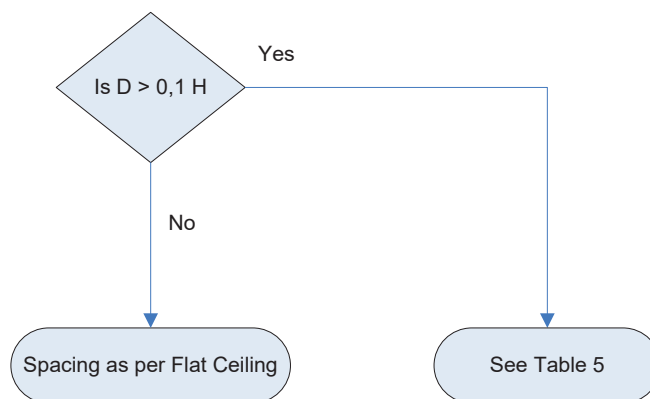 Is D > 0,1 H
Yes
No
Spacing as per Flat Ceiling
See Table 5